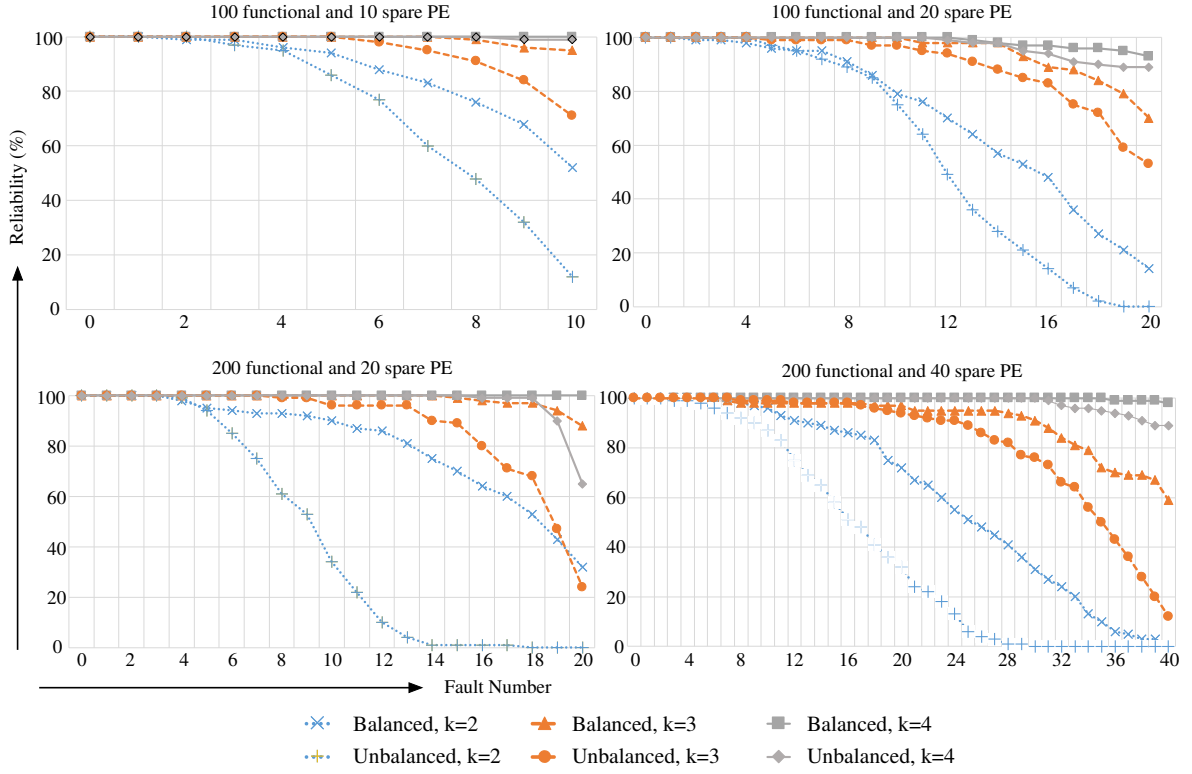 100 functional and 10 spare PE
100 functional and 20 spare PE
Reliability (%)
100
80
60
40
20
0
0 2 4 6 8 10
100
80
60
40
20
0
0 4 8 12 16 20
200 functional and 20 spare PE
200 functional and 40 spare PE
100
80
60
40
20
0
0 2 4 6 8 10 12 14 16 18 20
100
80
60
40
20
0
0 4 8 12 16 20 24 28 32 36 40
Fault Number
Balanced, k=2
Balanced, k=3
Balanced, k=4
Unbalanced, k=2
Unbalanced, k=3
Unbalanced, k=4